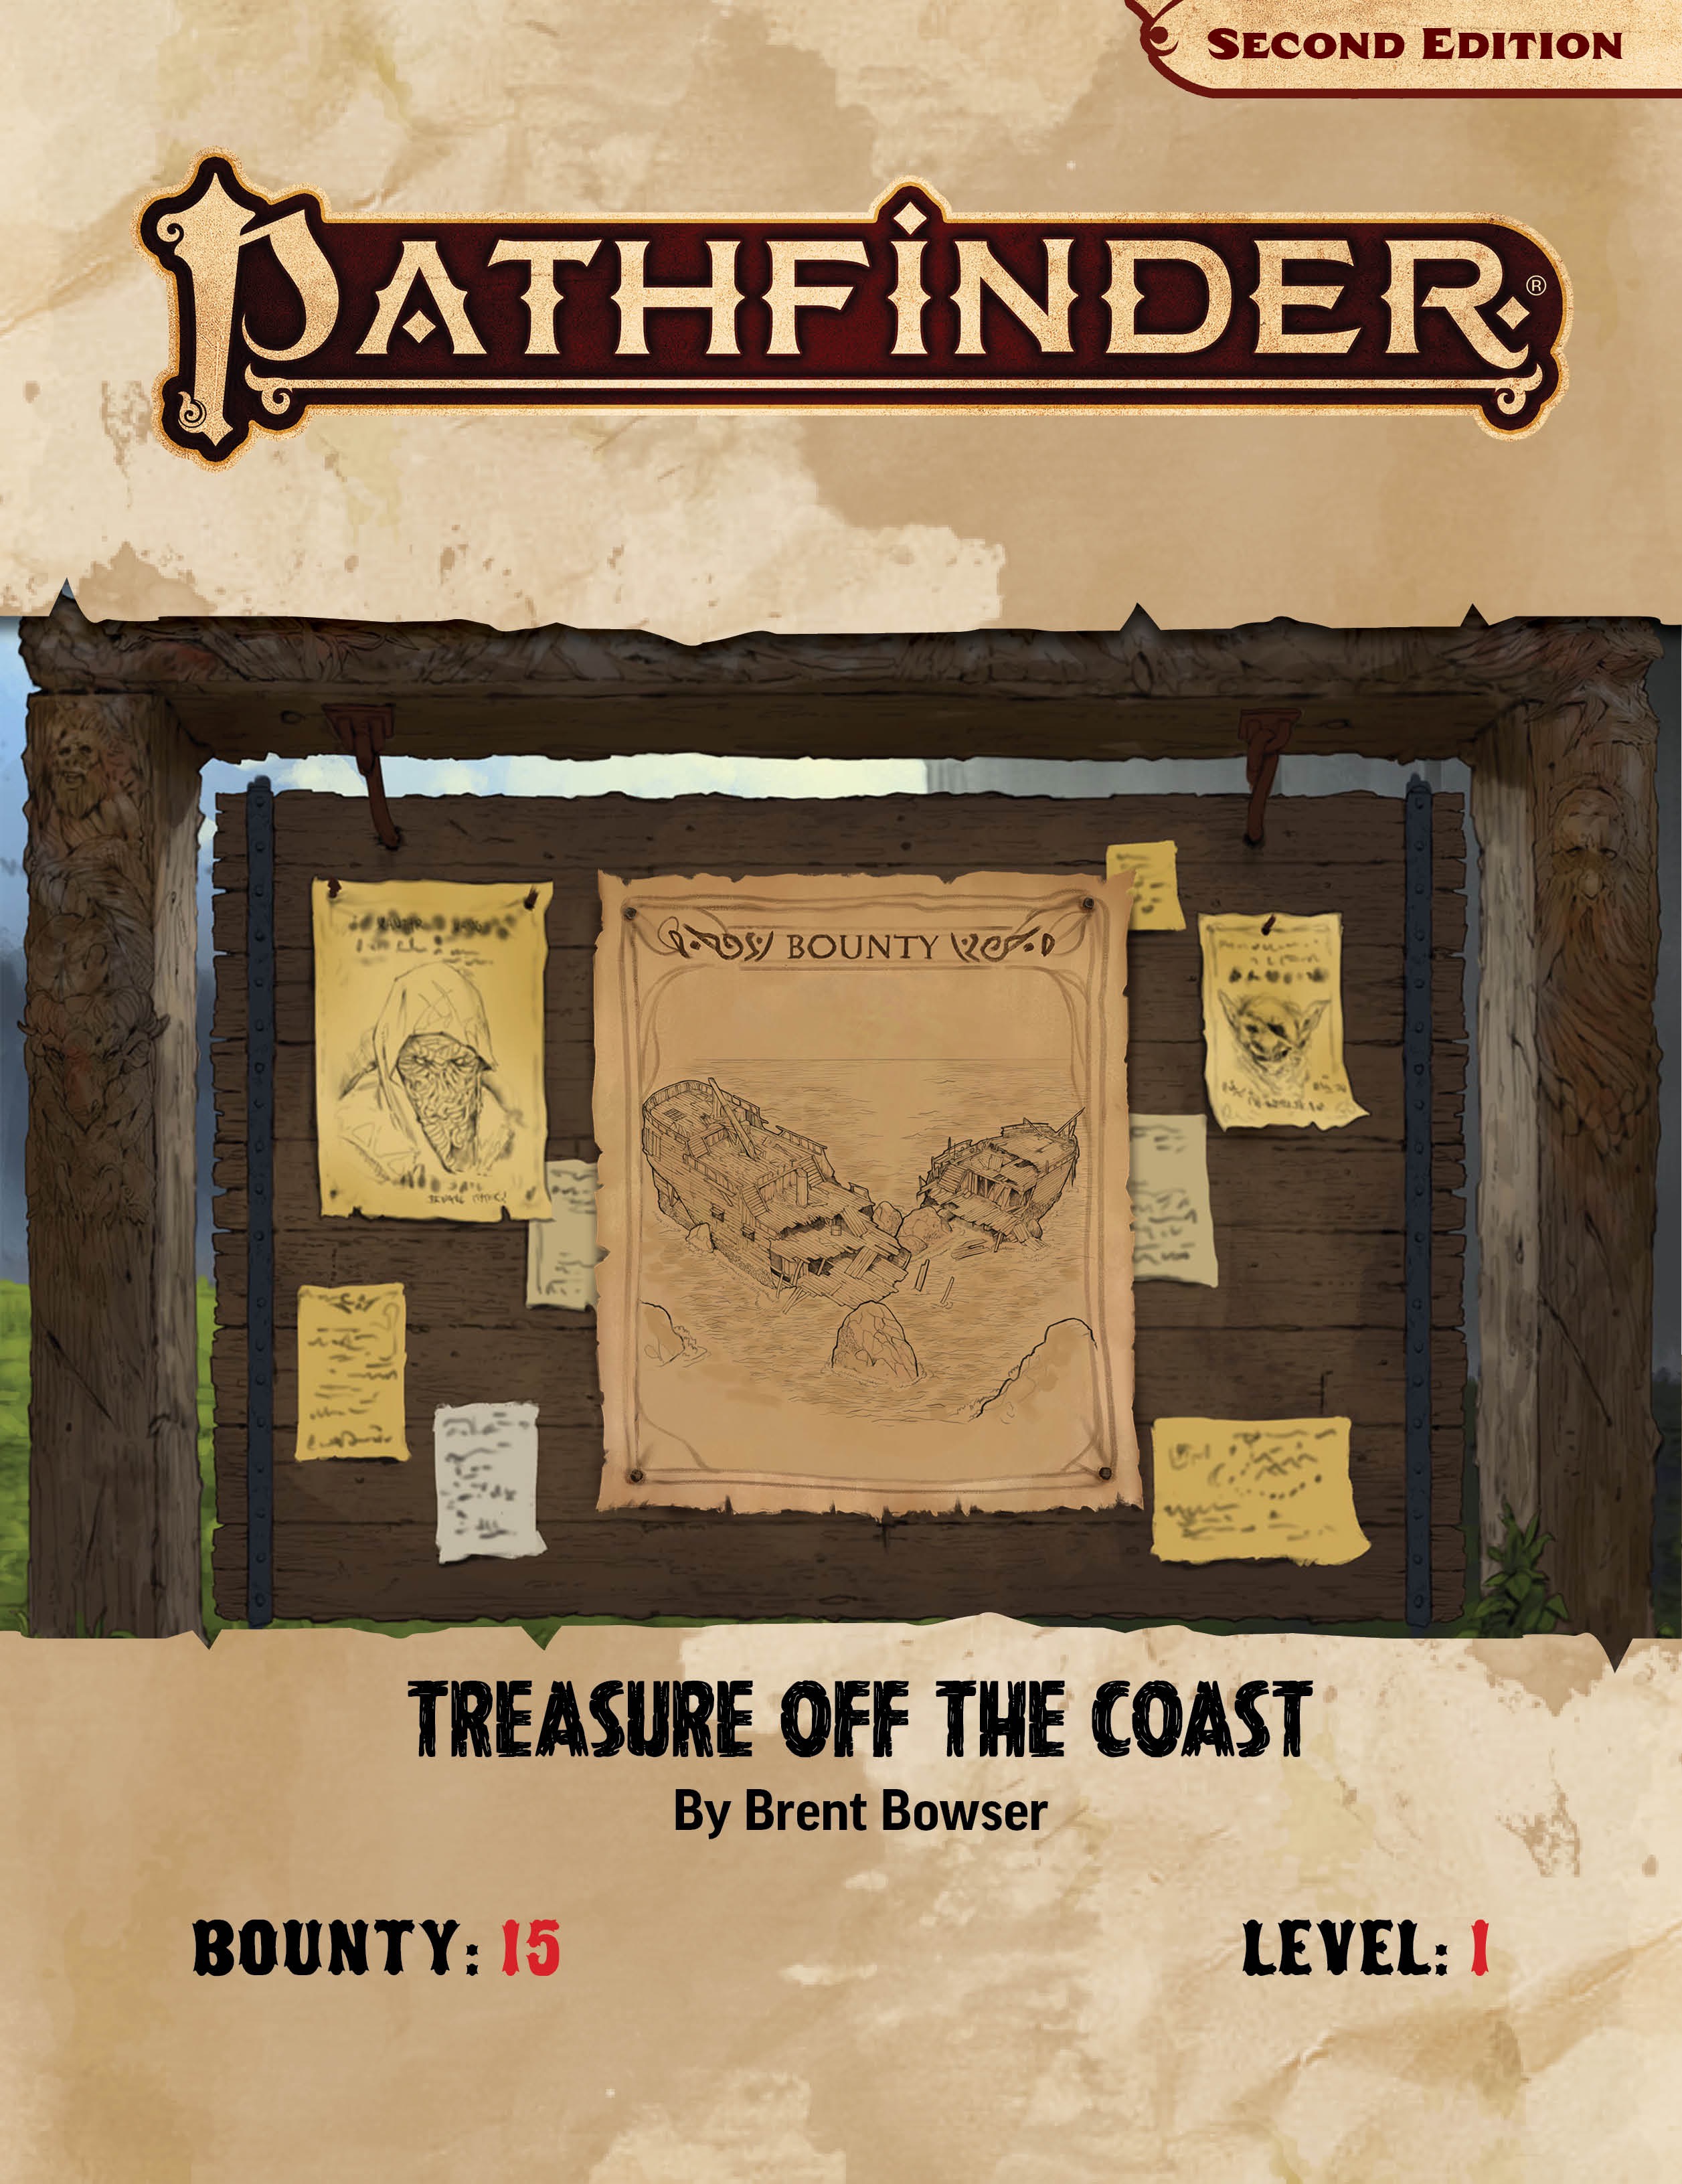 SECOND EDITION
PATHFINDER®
BOUNTY
TREASURE OFF THE COAST
By Brent Bowser
BOUNTY: 15
LEVEL: 1